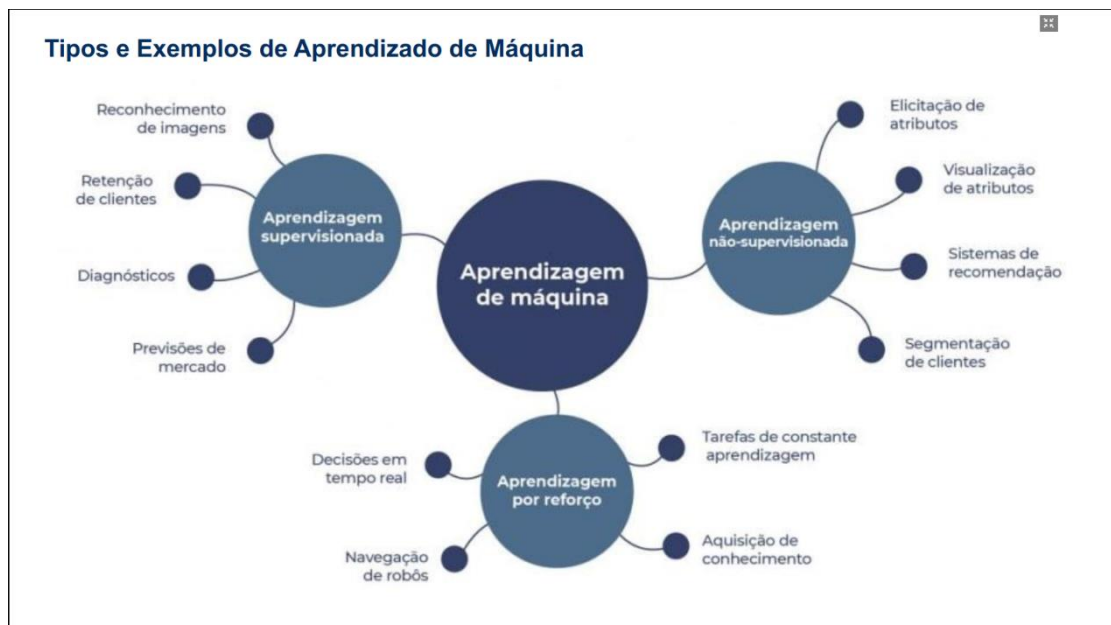 Tipos e Exemplos de Aprendizado de Máquina
Reconhecimento
de imagens
Retenção
de clientes
Diagnósticos
Previsões de
mercado
Aprendizagem
supervisionada
Aprendizagem
de máquina
Aprendizagem
não-supervisionada
Elicitação de
atributos
Visualização
de atributos
Sistemas de
recomendação
Segmentação
de clientes
Decisões em
tempo real
Navegação
de robôs
Aprendizagem
por reforço
Tarefas de constante
aprendizagem
Aquisição de
conhecimento